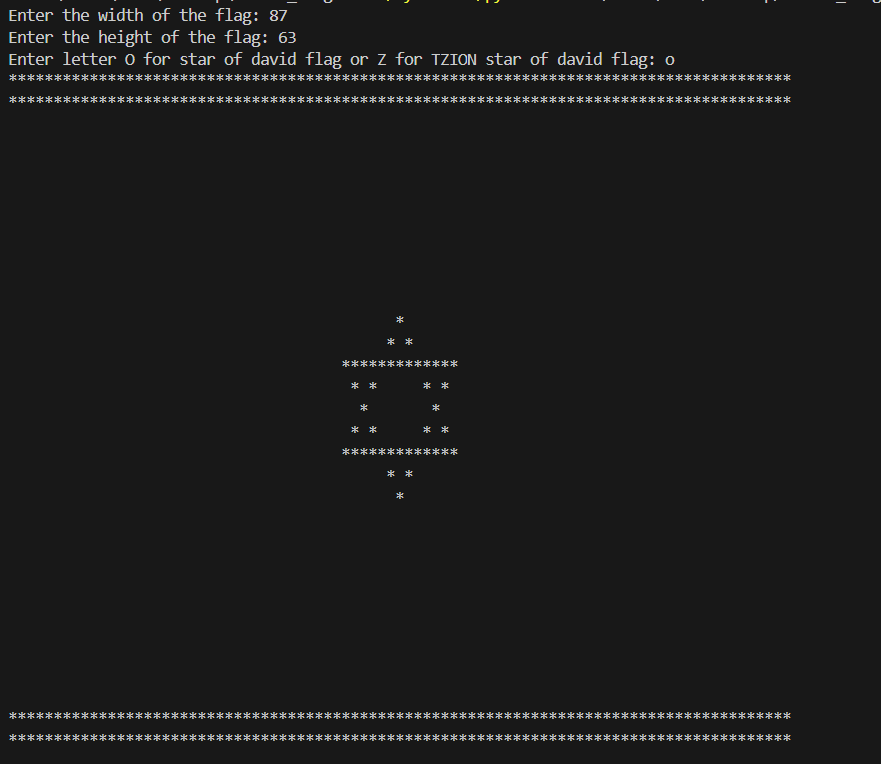 Enter the width of the flag: 87
Enter the height of the flag: 63
Enter letter O for star of david flag or Z for TZION star of david flag: o
***************************************************************************************
***************************************************************************************
                                           *
                                          * *
                                     *************
                                      * *     * *
                                       *       *
                                      * *     * *
                                     *************
                                          * *
                                           *
***************************************************************************************
***************************************************************************************